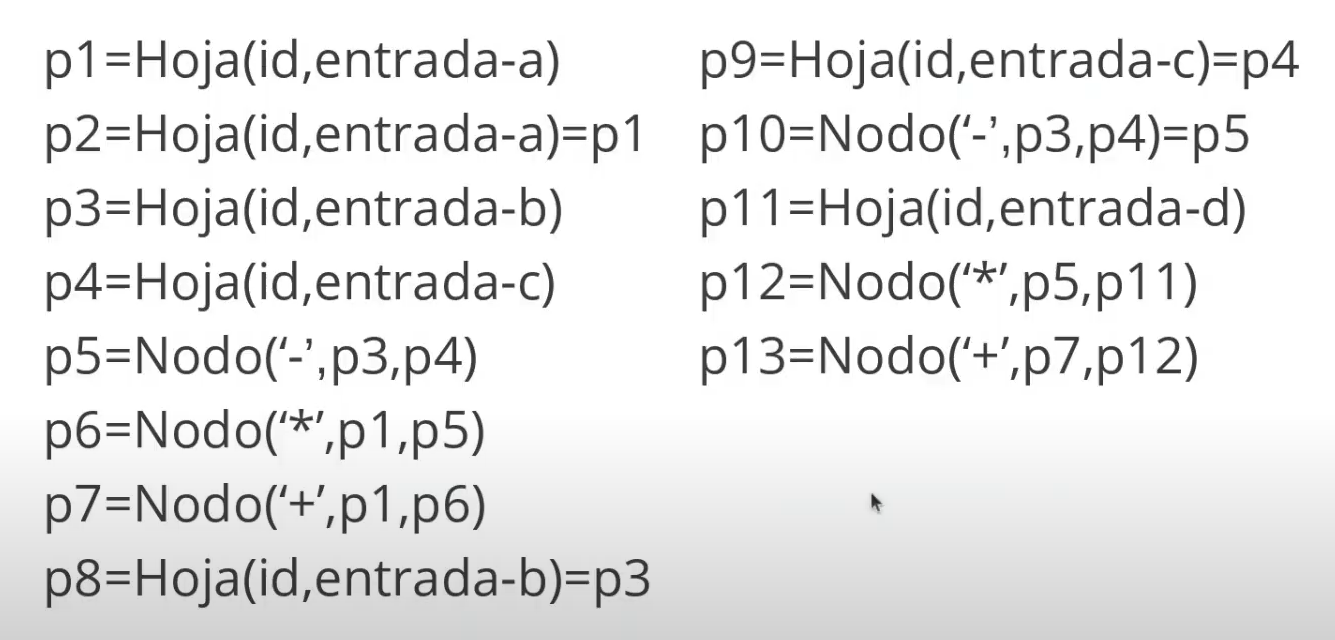 p1=Hoja(id,entrada-a)
p2=Hoja(id,entrada-a)=p1
p3=Hoja(id,entrada-b)
p4=Hoja(id,entrada-c)
p5=Nodo(‘-’,p3,p4)
p6=Nodo(‘*’,p1,p5)
p7=Nodo(‘+’,p1,p6)
p8=Hoja(id,entrada-b)=p3
p9=Hoja(id,entrada-c)=p4
p10=Nodo(‘-’,p3,p4)=p5
p11=Hoja(id,entrada-d)
p12=Nodo(‘*’,p5,p11)
p13=Nodo(‘+’,p7,p12)